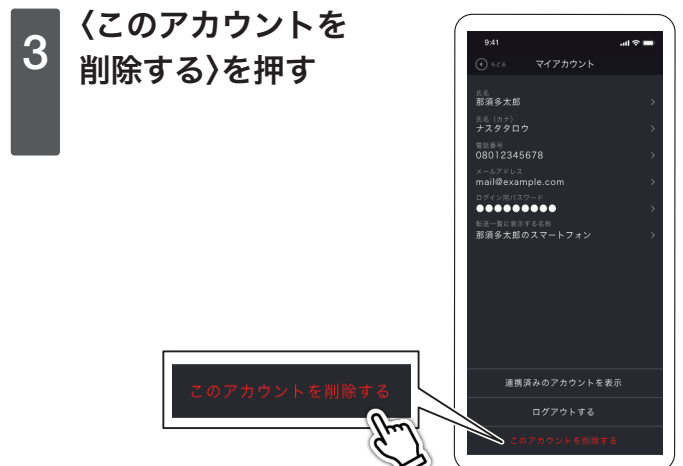 3
〈このアカウントを
削除する〉を押す
9:41
もどる マイアカウント
氏名
那須多太郎
氏名（カナ）
ナスタタロウ
電話番号
08012345678
メールアドレス
mail@example.com
ログイン用パスワード
●●●●●●●●●
転送一覧に表示する名称
那須多太郎のスマートフォン
連携済みのアカウントを表示
ログアウトする
このアカウントを削除する
このアカウントを削除する